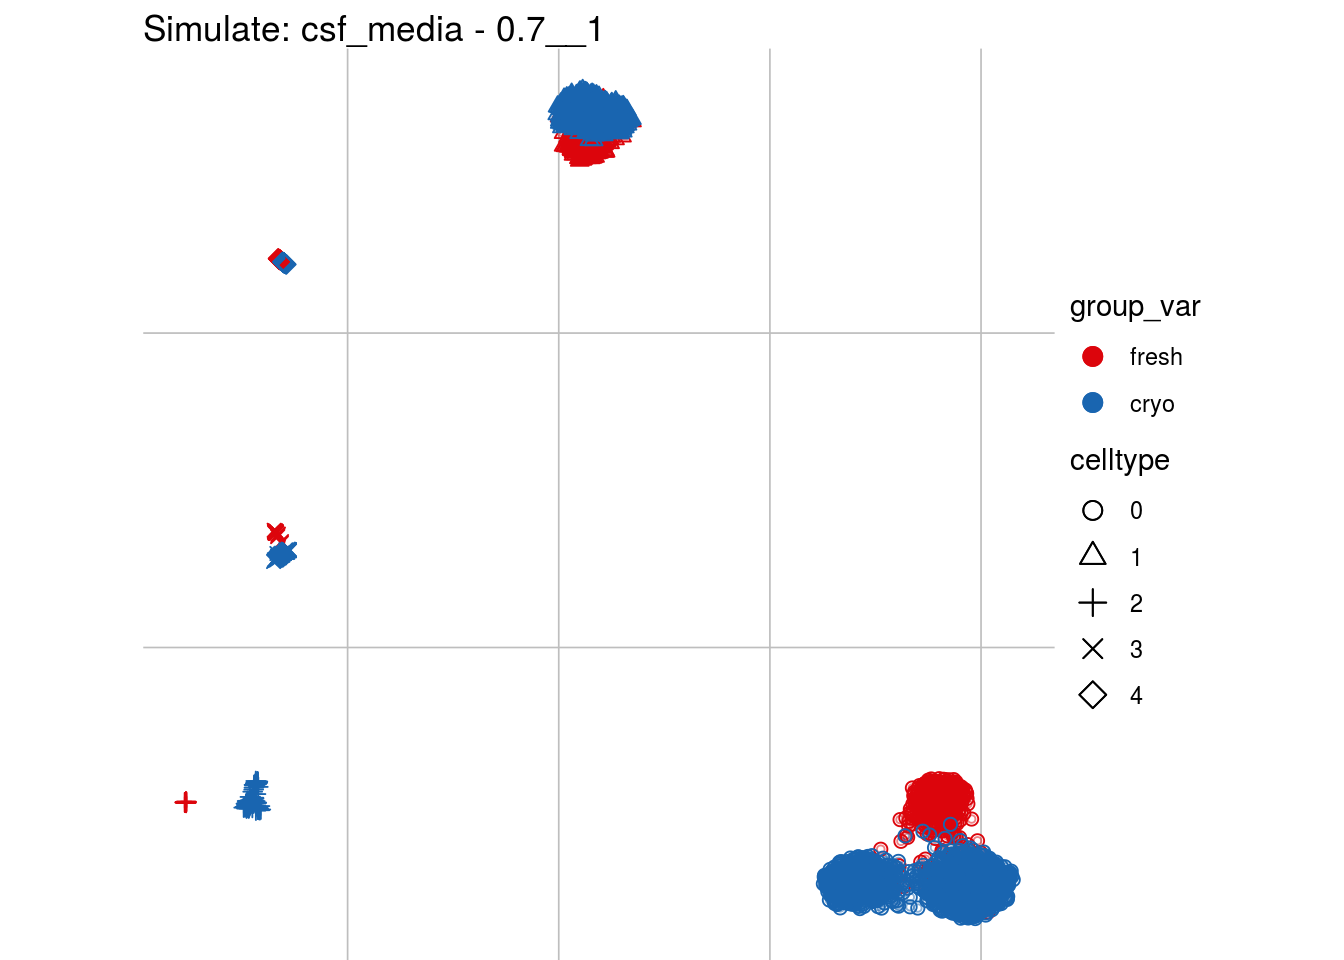 Simulate: csf_media - 0.7__1
group_var
fresh
cryo
celltype
0
1
2
3
4